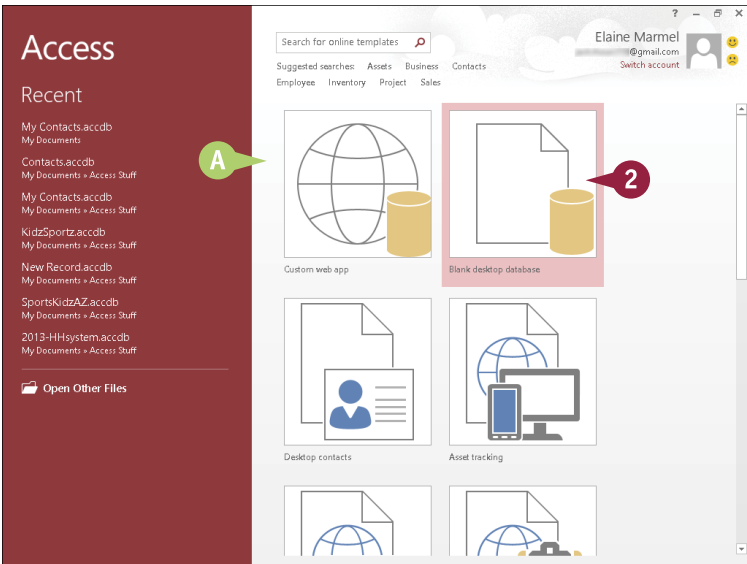 Access
Recent
My Contacts.accdb
My Documents
Contacts.accdb
My Documents » Access Stuff
My Contacts.accdb
My Documents » Access Stuff
KidzSportz.accdb
My Documents » Access Stuff
New Record.accdb
My Documents » Access Stuff
SportsKidzAZ.accdb
My Documents » Access Stuff
2013-HHsystem.accdb
My Documents » Access Stuff
Open Other Files
?
Search for online templates
Suggested searches: Assets Business Contacts
Employee Inventory Project Sales
Elaine Marmel
@gmail.com
Switch account
A
2
Custom web app
Blank desktop database
Desktop contacts
Asset tracking